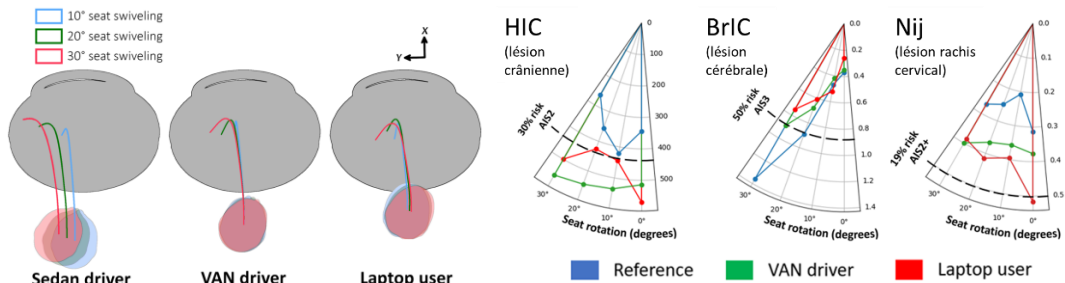 10° seat swiveling
20° seat swiveling
30° seat swiveling
X
Y
Sedan driver
VAN driver
Laptop user
HIC
(lésion
crânienne)
30% risk
AIS2
0
100
200
300
400
500
30°
20°
10°
0°
Seat rotation (degrees)
BrIC
(lésion
cérébrale)
50% risk
AIS3
0.0
0.2
0.4
0.6
0.8
1.0
1.2
1.4
30°
20°
10°
0°
Seat rotation (degrees)
Nij
(lésion rachis
cervical)
19% risk
AIS2+
0.0
0.1
0.2
0.3
0.4
0.5
30°
20°
10°
0°
Seat rotation (degrees)
Reference
VAN driver
Laptop user